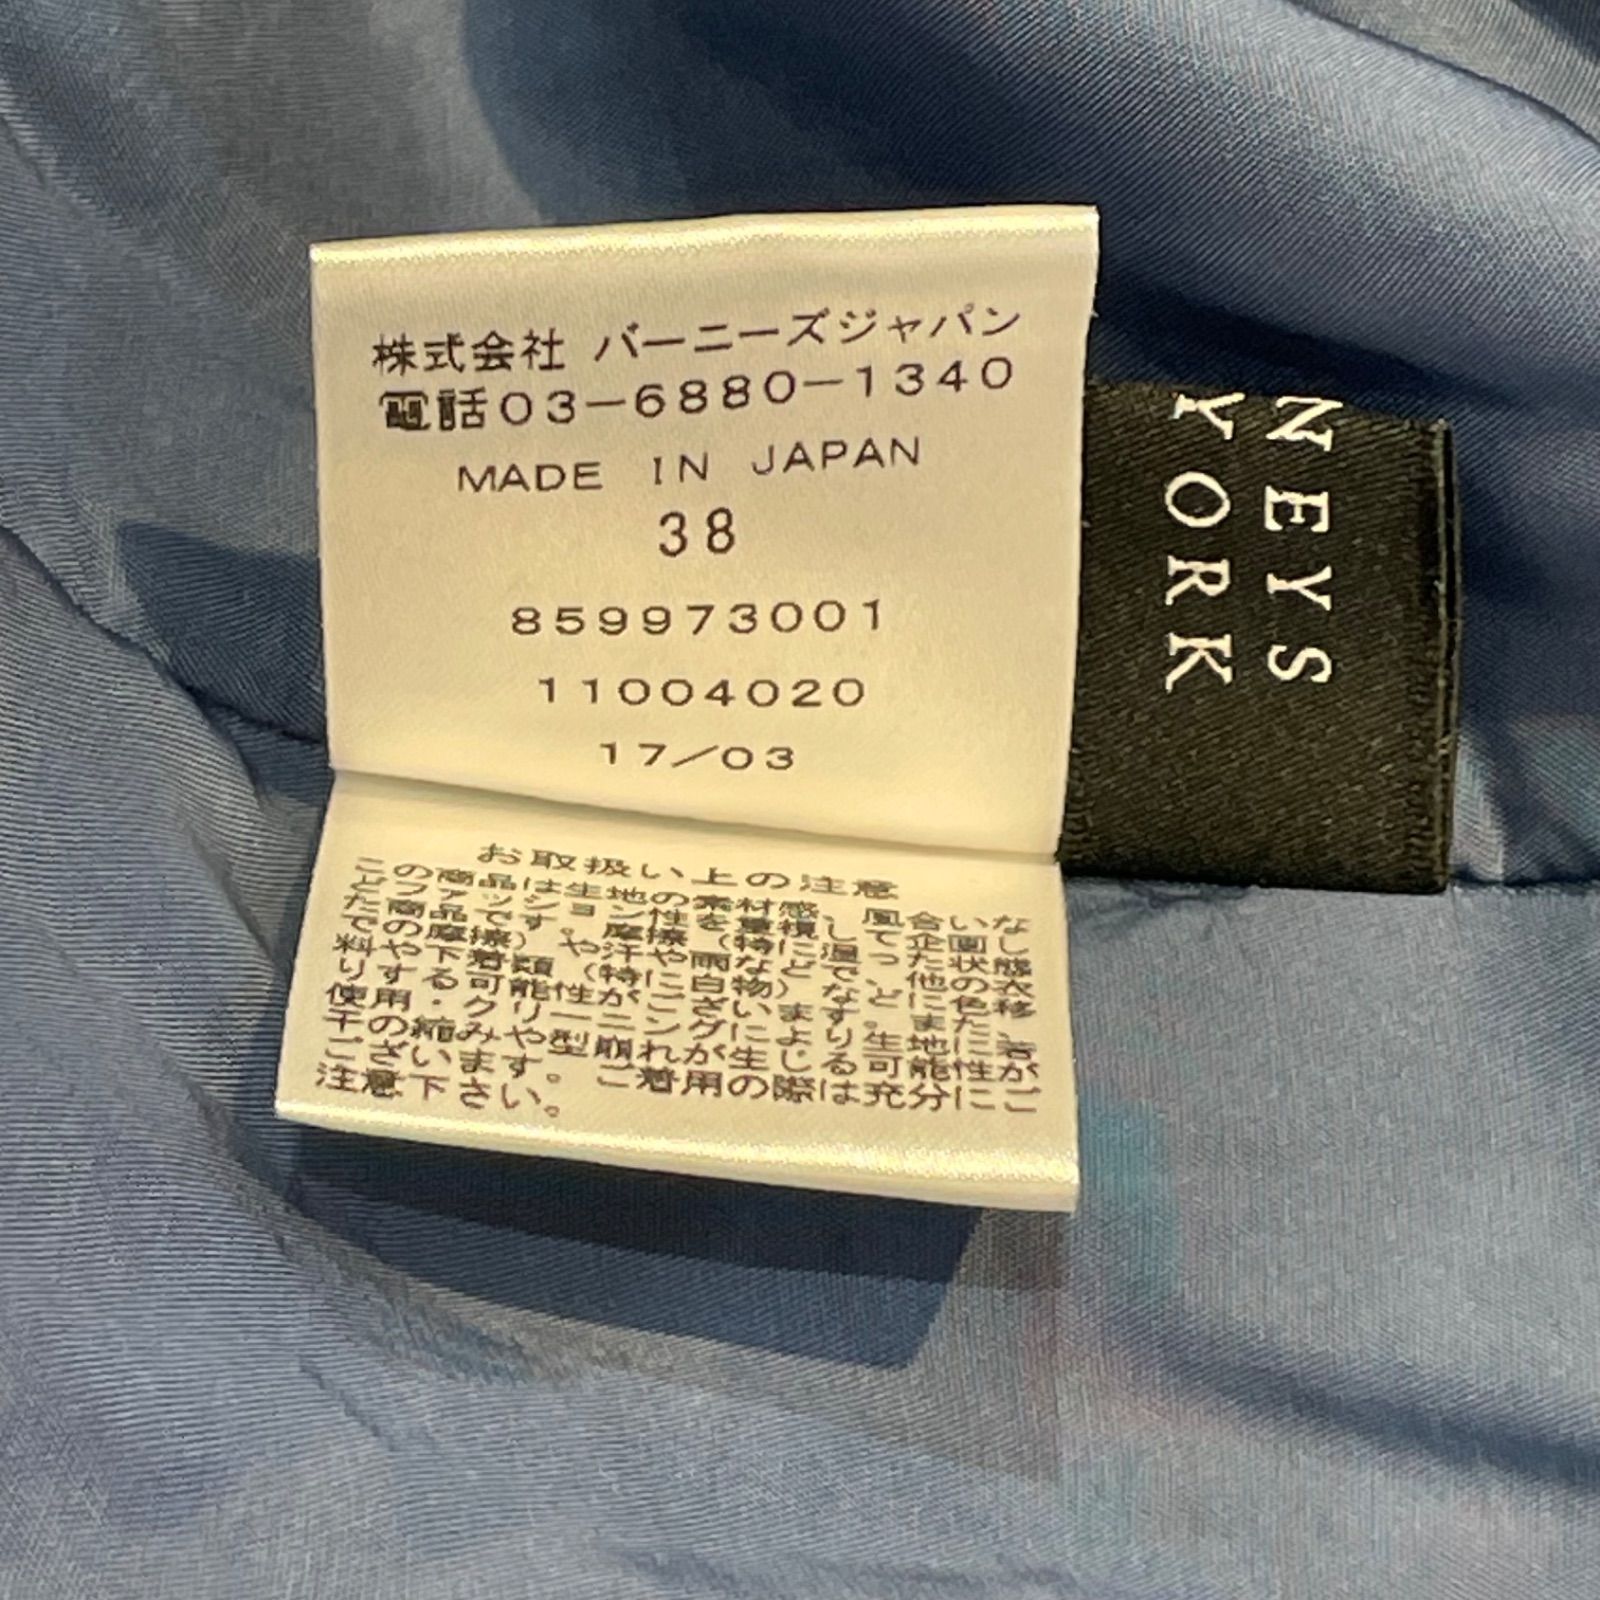 株式会社 バーニーズジャパン
電話03-6880-1340
MADE IN JAPAN
38
859973001
11004020
17/03
お取扱い上の注意
この商品は生地の素材感、風合いな
どファッション性を重視して企画し
た商品です。摩擦(特に湿った状態
での摩擦)や汗や雨などで他の衣
料や下着類(特に白物)などに色移
りする可能性がございます。また、着
使用・クリーニングにより生地に若
干の縮みや型崩れが生じる可能性が
ございます。ご着用の際は充分にご
注意下さい。
NEYS
YORK